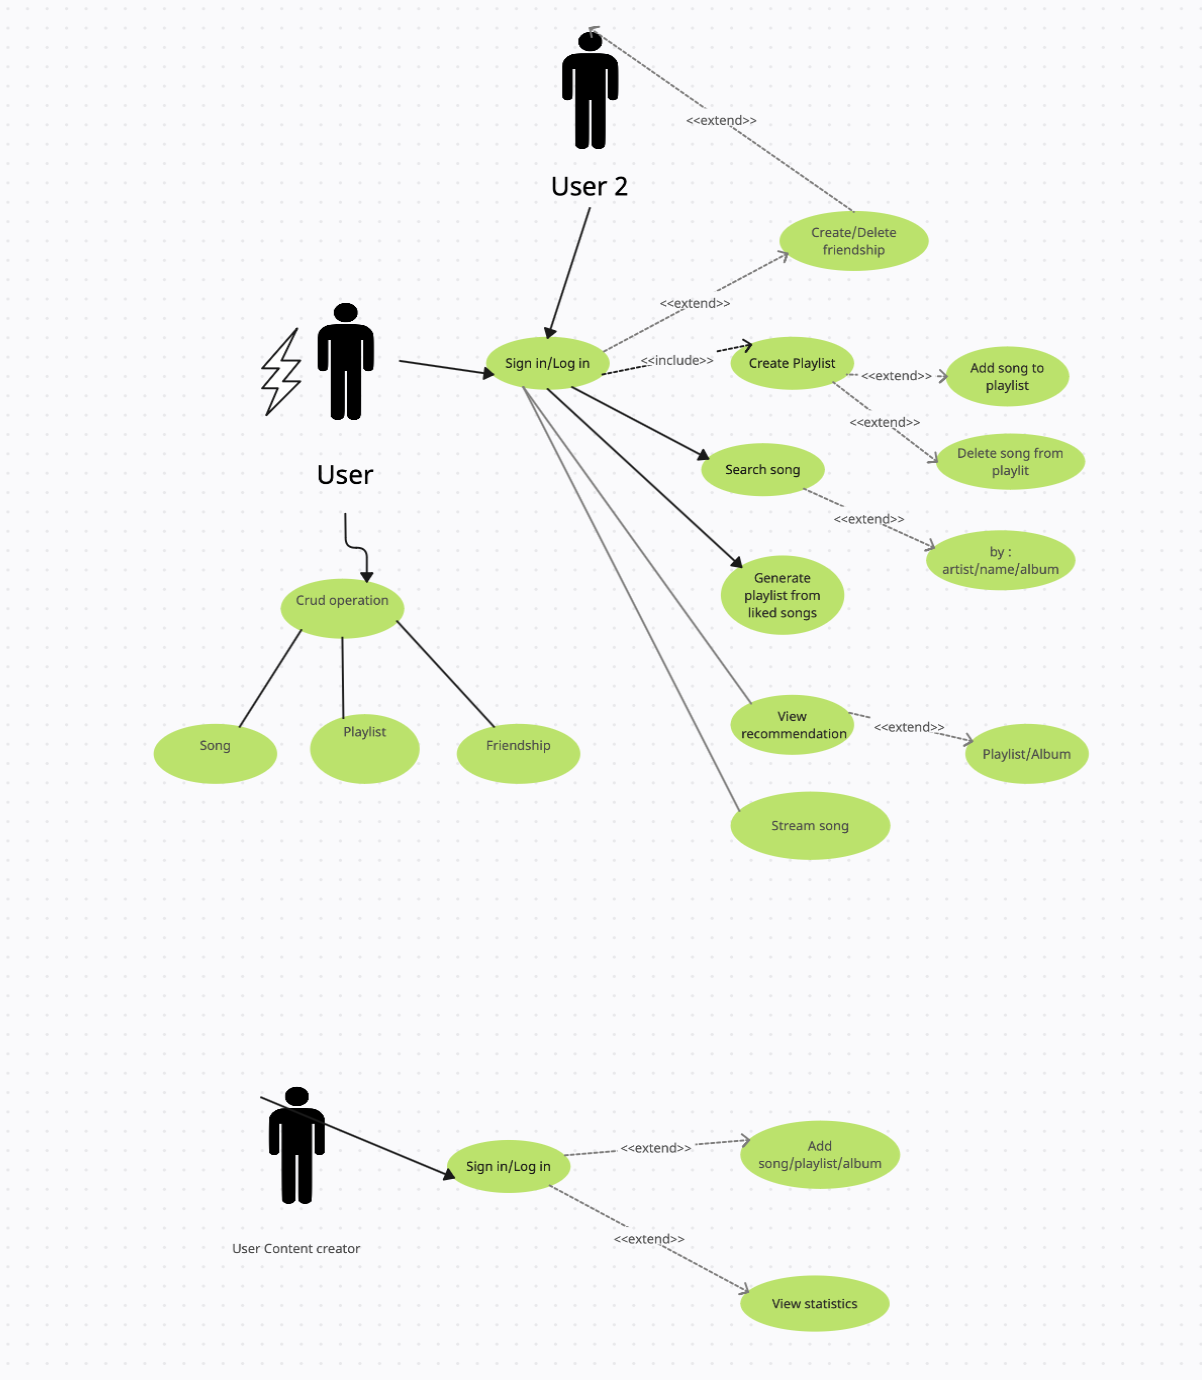 <<extend>>
User 2
Create/Delete
friendship
<<extend>>
Sign in/Log in
<<include>>
Create Playlist
<<extend>>
Add song to
playlist
<<extend>>
Delete song from
playlit
User
Search song
<<extend>>
by :
artist/name/album
Generate
playlist from
liked songs
Crud operation
Song
Playlist
Friendship
View
recommendation
<<extend>>
Playlist/Album
Stream song
Sign in/Log in
<<extend>>
Add
song/playlist/album
User Content creator
<<extend>>
View statistics